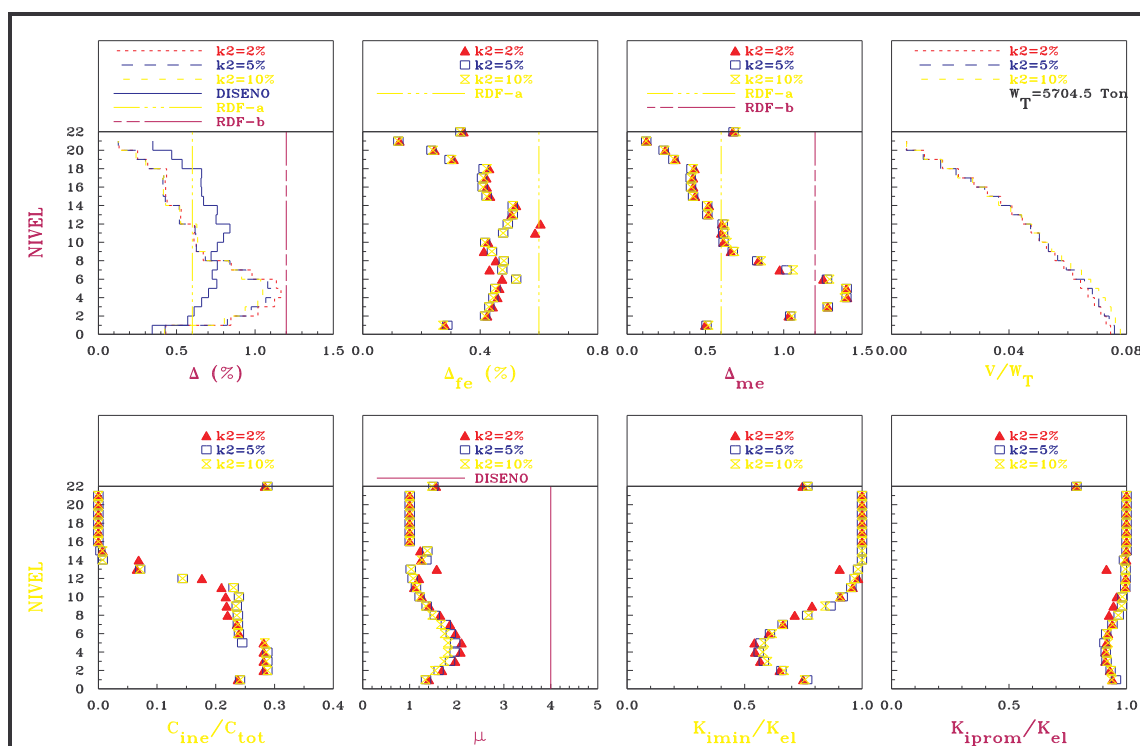 k2=2%
k2=5%
k2=10%
DISENO
RDF-a
RDF-b
22
20
18
16
14
12
10
8
6
4
2
0
NIVEL
0.0
0.5
1.0
1.5
Δ (%)
k2=2%
k2=5%
k2=10%
RDF-a
0.0
0.4
0.8
Δfe (%)
k2=2%
k2=5%
k2=10%
RDF-a
RDF-b
0.0
0.6
1.2
Δme
k2=2%
k2=5%
k2=10%
WT=5704.5 Ton
0.00
0.04
0.08
V/WT
k2=2%
k2=5%
k2=10%
22
20
18
16
14
12
10
8
6
4
2
0
NIVEL
0.0
0.1
0.2
0.3
0.4
Cine/Ctot
k2=2%
k2=5%
k2=10%
DISENO
0
1
2
3
4
5
μ
k2=2%
k2=5%
k2=10%
0.0
0.5
1.0
Kimin/Kel
k2=2%
k2=5%
k2=10%
0.0
0.5
1.0
Kiprom/Kel